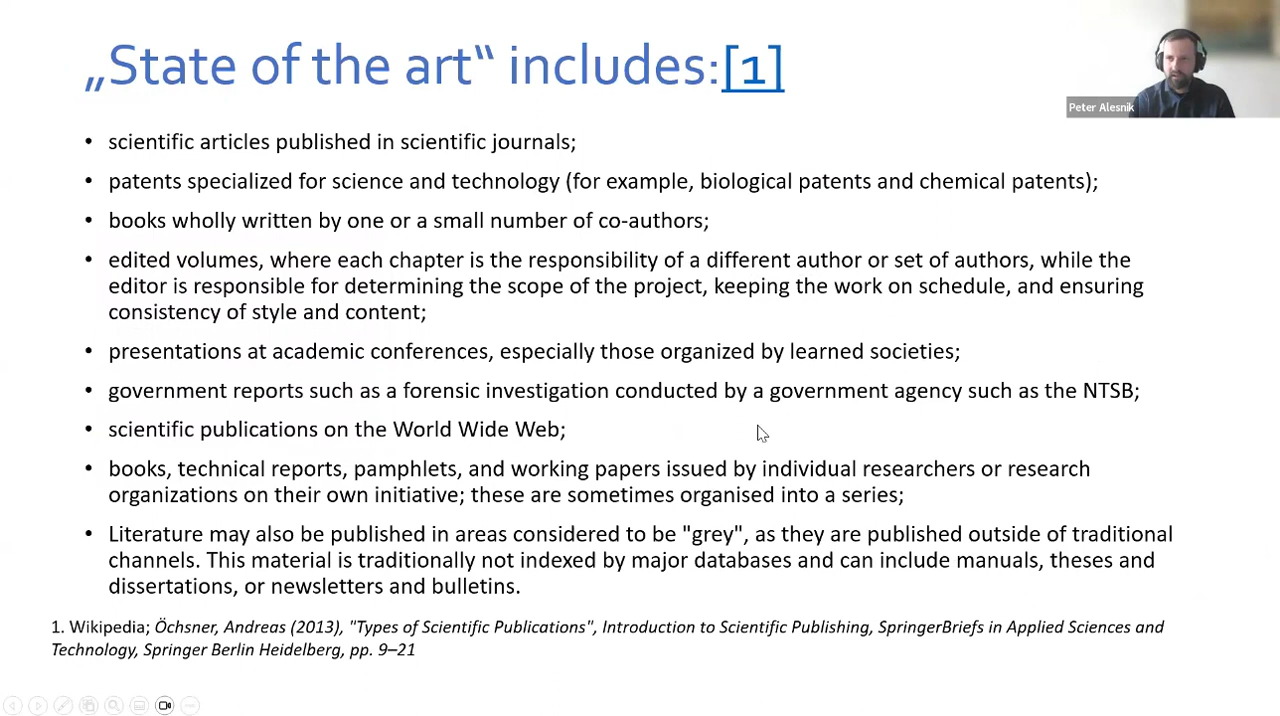 „State of the art“ includes:[1]
Peter Alesnik
• scientific articles published in scientific journals;
• patents specialized for science and technology (for example, biological patents and chemical patents);
• books wholly written by one or a small number of co-authors;
• edited volumes, where each chapter is the responsibility of a different author or set of authors, while the
editor is responsible for determining the scope of the project, keeping the work on schedule, and ensuring
consistency of style and content;
• presentations at academic conferences, especially those organized by learned societies;
• government reports such as a forensic investigation conducted by a government agency such as the NTSB;
• scientific publications on the World Wide Web;
• books, technical reports, pamphlets, and working papers issued by individual researchers or research
organizations on their own initiative; these are sometimes organised into a series;
• Literature may also be published in areas considered to be "grey", as they are published outside of traditional
channels. This material is traditionally not indexed by major databases and can include manuals, theses and
dissertations, or newsletters and bulletins.
1. Wikipedia; Öchsner, Andreas (2013), "Types of Scientific Publications", Introduction to Scientific Publishing, SpringerBriefs in Applied Sciences and
Technology, Springer Berlin Heidelberg, pp. 9–21